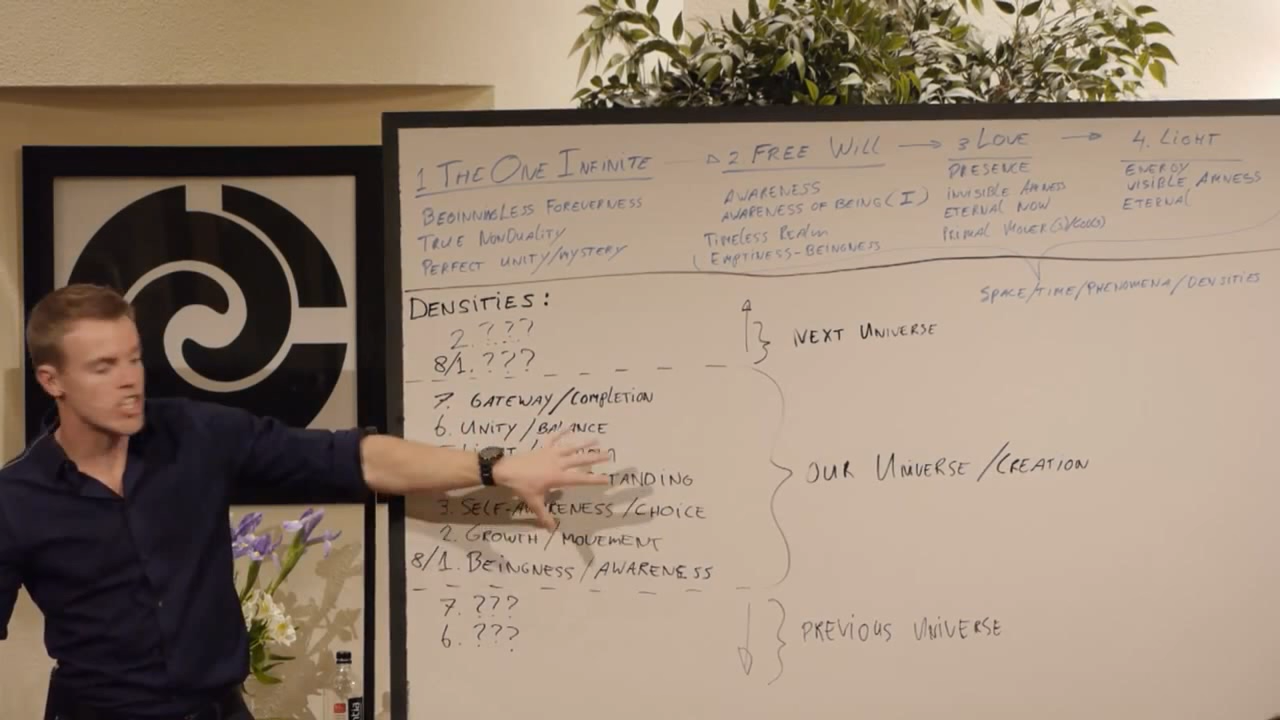 1 THE ONE INFINITE
BEGINNINGLESS FOREVERNESS
TRUE NONDUALITY
PERFECT UNITY/MYSTERY
2 FREE WILL
AWARENESS
AWARENESS OF BEING (I)
TIMELESS REALM
EMPTINESS-BEINGNESS
3 LOVE
PRESENCE
INVISIBLE AMNESS
ETERNAL NOW
PRIMAL MOVER(S)/GOD(S)
4. LIGHT
ENERGY
VISIBLE AMNESS
ETERNAL
SPACE/TIME/PHENOMENA/DENSITIES
DENSITIES:
2. ???
8/1. ???
NEXT UNIVERSE
7. GATEWAY/COMPLETION
6. UNITY/BALANCE
TANDING
3. SELF-AWARENESS/CHOICE
2. GROWTH/MOVEMENT
8/1. BEINGNESS/AWARENESS
OUR UNIVERSE/CREATION
7. ???
6. ???
PREVIOUS UNIVERSE